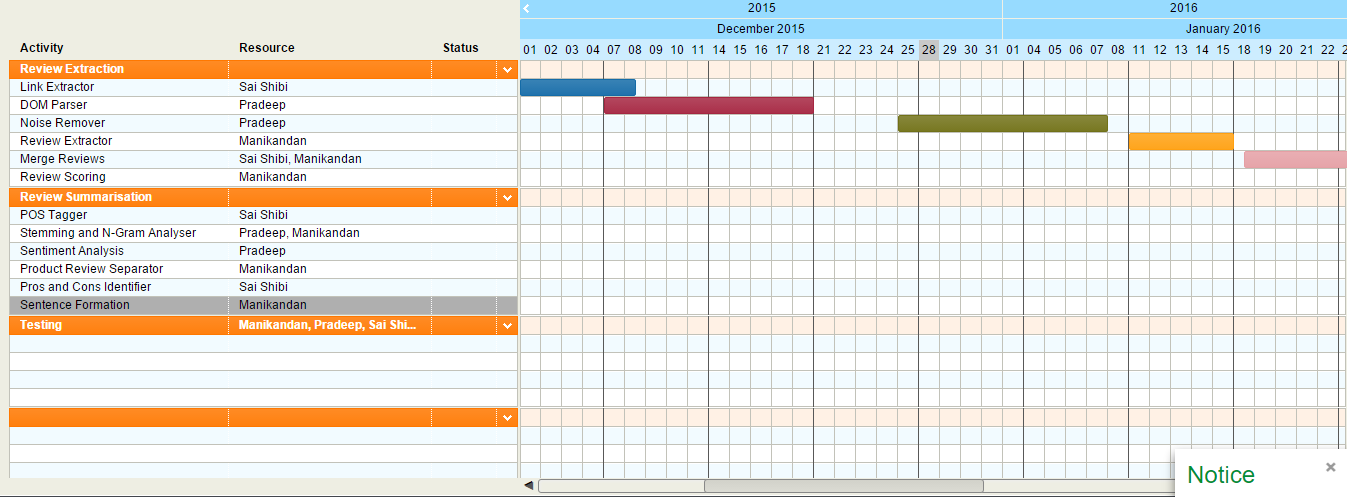 2015 2016
December 2015 January 2016
Activity Resource Status 01 02 03 04 07 08 09 10 11 14 15 16 17 18 21 22 23 24 25 28 29 30 31 01 04 05 06 07 08 11 12 13 14 15 18 19 20 21 22
Review Extraction
Link Extractor Sai Shibi
DOM Parser Pradeep
Noise Remover Pradeep
Review Extractor Manikandan
Merge Reviews Sai Shibi, Manikandan
Review Scoring Manikandan
Review Summarisation
POS Tagger Sai Shibi
Stemming and N-Gram Analyser Pradeep, Manikandan
Sentiment Analysis Pradeep
Product Review Separator Manikandan
Pros and Cons Identifier Sai Shibi
Sentence Formation Manikandan
Testing Manikandan, Pradeep, Sai Shi...
Notice ×